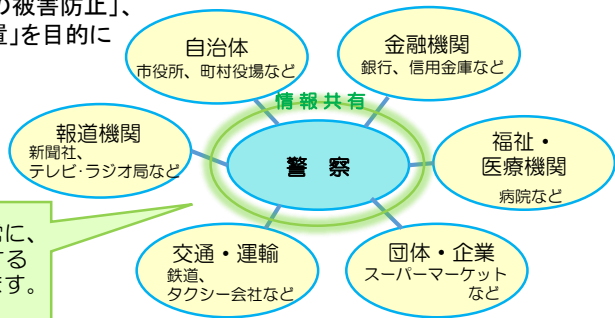 の被害防止」、
置」を目的に
自治体
市役所、町村役場など
金融機関
銀行、信用金庫など
情報共有
報道機関
新聞社、
テレビ・ラジオ局など
警 察
福祉・
医療機関
病院など
に、
する
ます。
交通・運輸
鉄道、
タクシー会社など
団体・企業
スーパーマーケット
など